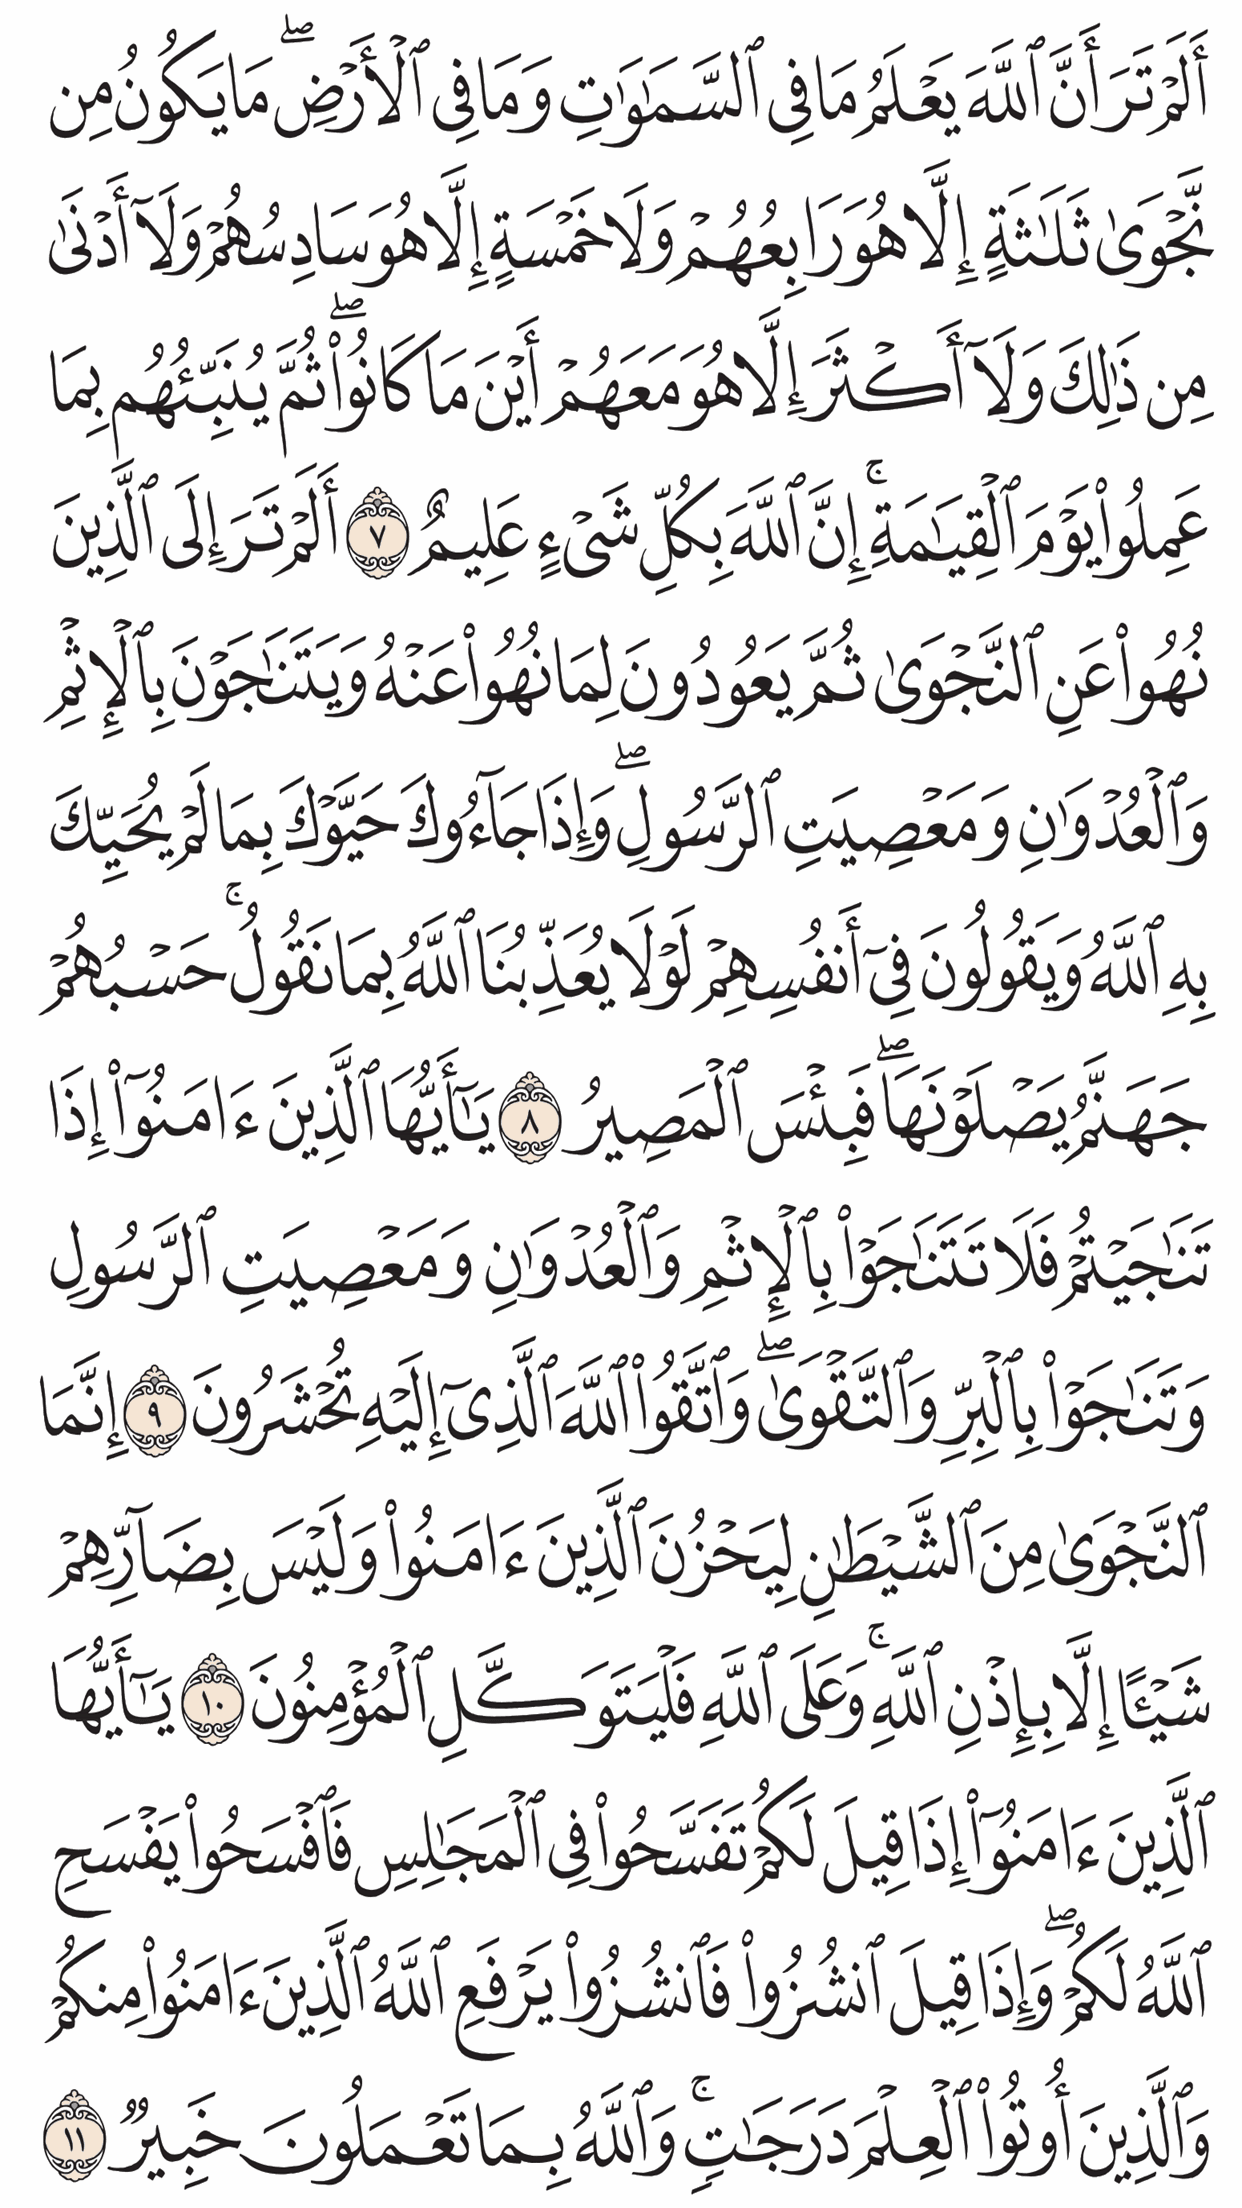 أَلَمۡ تَرَ أَنَّ ٱللَّهَ يَعۡلَمُ مَا فِي ٱلسَّمَٰوَٰتِ وَمَا فِي ٱلۡأَرۡضِۖ مَا يَكُونُ مِن
نَّجۡوَىٰ ثَلَٰثَةٍ إِلَّا هُوَ رَابِعُهُمۡ وَلَا خَمۡسَةٍ إِلَّا هُوَ سَادِسُهُمۡ وَلَآ أَدۡنَىٰ
مِن ذَٰلِكَ وَلَآ أَكۡثَرَ إِلَّا هُوَ مَعَهُمۡ أَيۡنَ مَا كَانُواْۖ ثُمَّ يُنَبِّئُهُم بِمَا
عَمِلُواْ يَوۡمَ ٱلۡقِيَٰمَةِۚ إِنَّ ٱللَّهَ بِكُلِّ شَيۡءٍ عَلِيمٌ ٧ أَلَمۡ تَرَ إِلَى ٱلَّذِينَ
نُهُواْ عَنِ ٱلنَّجۡوَىٰ ثُمَّ يَعُودُونَ لِمَا نُهُواْ عَنۡهُ وَيَتَنَٰجَوۡنَ بِٱلۡإِثۡمِ
وَٱلۡعُدۡوَٰنِ وَمَعۡصِيَتِ ٱلرَّسُولِۖ وَإِذَا جَآءُوكَ حَيَّوۡكَ بِمَا لَمۡ يُحَيِّكَ
بِهِ ٱللَّهُ وَيَقُولُونَ فِيٓ أَنفُسِهِمۡ لَوۡلَا يُعَذِّبُنَا ٱللَّهُ بِمَا نَقُولُۚ حَسۡبُهُمۡ
جَهَنَّمُ يَصۡلَوۡنَهَاۖ فَبِئۡسَ ٱلۡمَصِيرُ ٨ يَٰٓأَيُّهَا ٱلَّذِينَ ءَامَنُوٓاْ إِذَا
تَنَٰجَيۡتُمۡ فَلَا تَتَنَٰجَوۡاْ بِٱلۡإِثۡمِ وَٱلۡعُدۡوَٰنِ وَمَعۡصِيَتِ ٱلرَّسُولِ
وَتَنَٰجَوۡاْ بِٱلۡبِرِّ وَٱلتَّقۡوَىٰۖ وَٱتَّقُواْ ٱللَّهَ ٱلَّذِيٓ إِلَيۡهِ تُحۡشَرُونَ ٩ إِنَّمَا
ٱلنَّجۡوَىٰ مِنَ ٱلشَّيۡطَٰنِ لِيَحۡزُنَ ٱلَّذِينَ ءَامَنُواْ وَلَيۡسَ بِضَآرِّهِمۡ
شَيۡـًٔا إِلَّا بِإِذۡنِ ٱللَّهِۚ وَعَلَى ٱللَّهِ فَلۡيَتَوَكَّلِ ٱلۡمُؤۡمِنُونَ ١٠ يَٰٓأَيُّهَا
ٱلَّذِينَ ءَامَنُوٓاْ إِذَا قِيلَ لَكُمۡ تَفَسَّحُواْ فِي ٱلۡمَجَٰلِسِ فَٱفۡسَحُواْ يَفۡسَحِ
ٱللَّهُ لَكُمۡۖ وَإِذَا قِيلَ ٱنشُزُواْ فَٱنشُزُواْ يَرۡفَعِ ٱللَّهُ ٱلَّذِينَ ءَامَنُواْ مِنكُمۡ
وَٱلَّذِينَ أُوتُواْ ٱلۡعِلۡمَ دَرَجَٰتٖۚ وَٱللَّهُ بِمَا تَعۡمَلُونَ خَبِيرٞ ١١